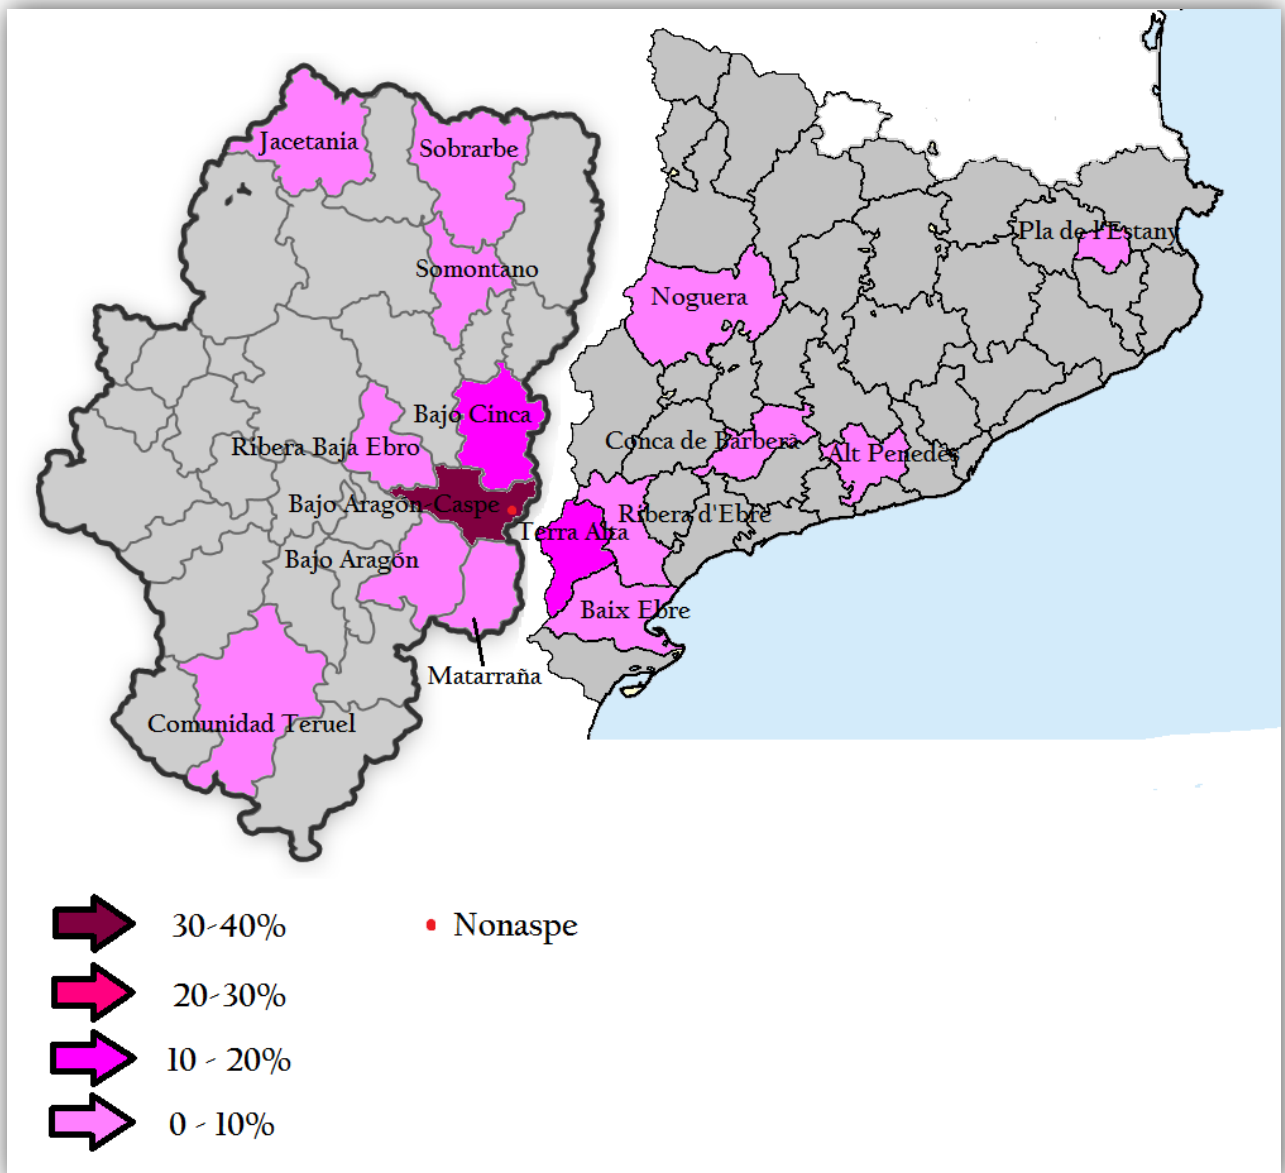 Jacetania
Sobrarbe
Pla de l'Estany
Somontano
Noguera
Bajo Cinca
Ribera Baja Ebro
Conca de Barberà
Alt Penedès
Bajo Aragón-Caspe
Ribera d'Ebre
Terra Alta
Bajo Aragón
Baix Ebre
Matarraña
Comunidad Teruel
30-40%
Nonaspe
20-30%
10 - 20%
0 - 10%